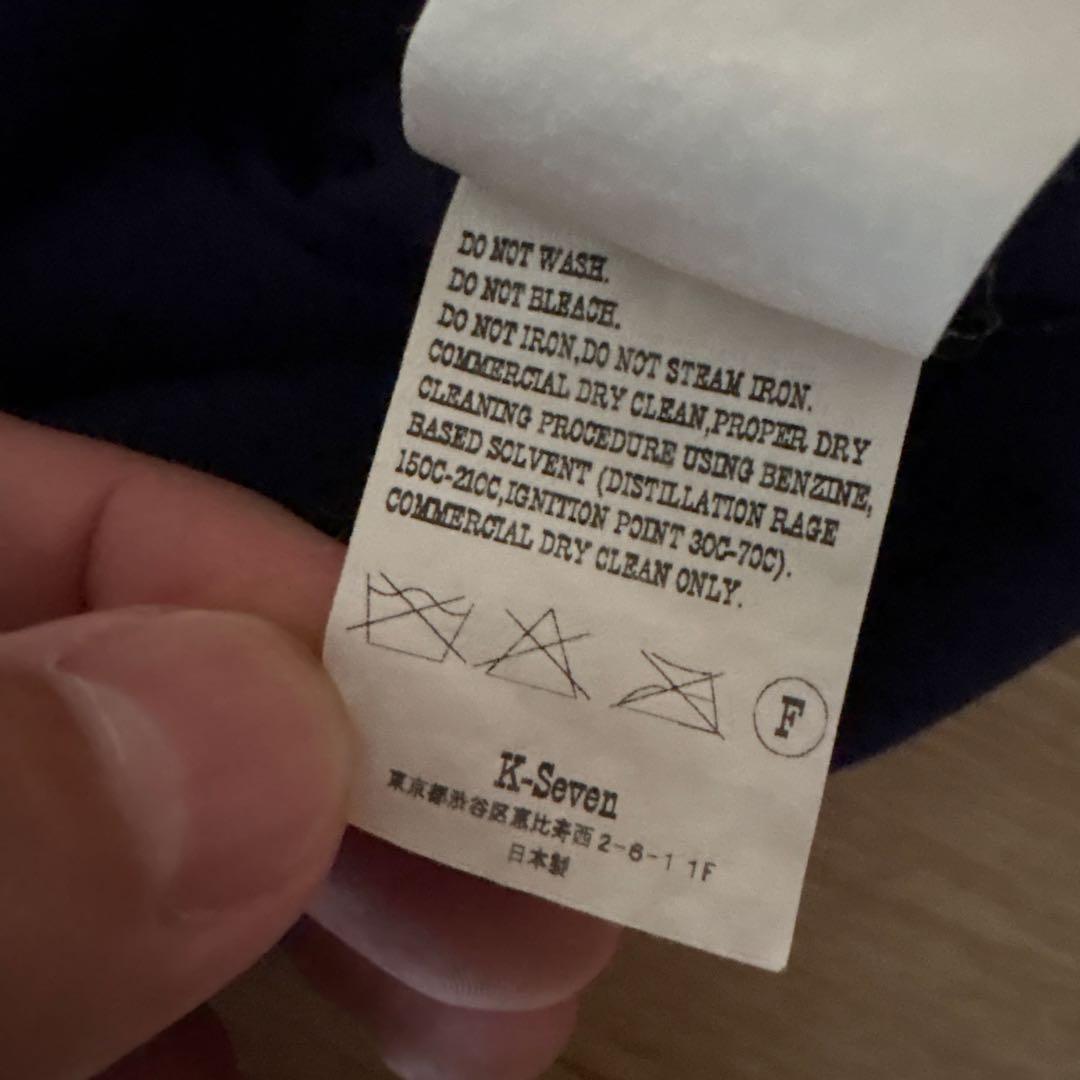 DO NOT WASH.
DO NOT BLEACH.
DO NOT IRON,DO NOT STEAM IRON.
COMMERCIAL DRY CLEAN,PROPER DRY
CLEANING PROCEDURE USING BENZINE,
BASED SOLVENT (DISTILLATION RAGE
150C-210C,IGNITION POINT 30C-70C).
COMMERCIAL DRY CLEAN ONLY.
F
K-Seven
東京都渋谷区恵比寿西2-6-1 1F
日本製